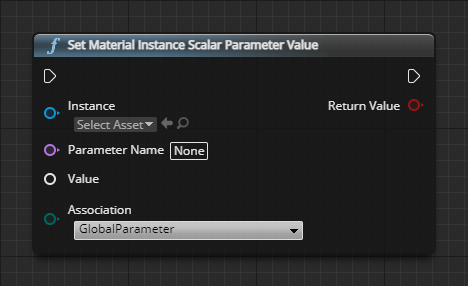 f Set Material Instance Scalar Parameter Value
Instance
Return Value
Select Asset
Parameter Name None
Value
Association
GlobalParameter